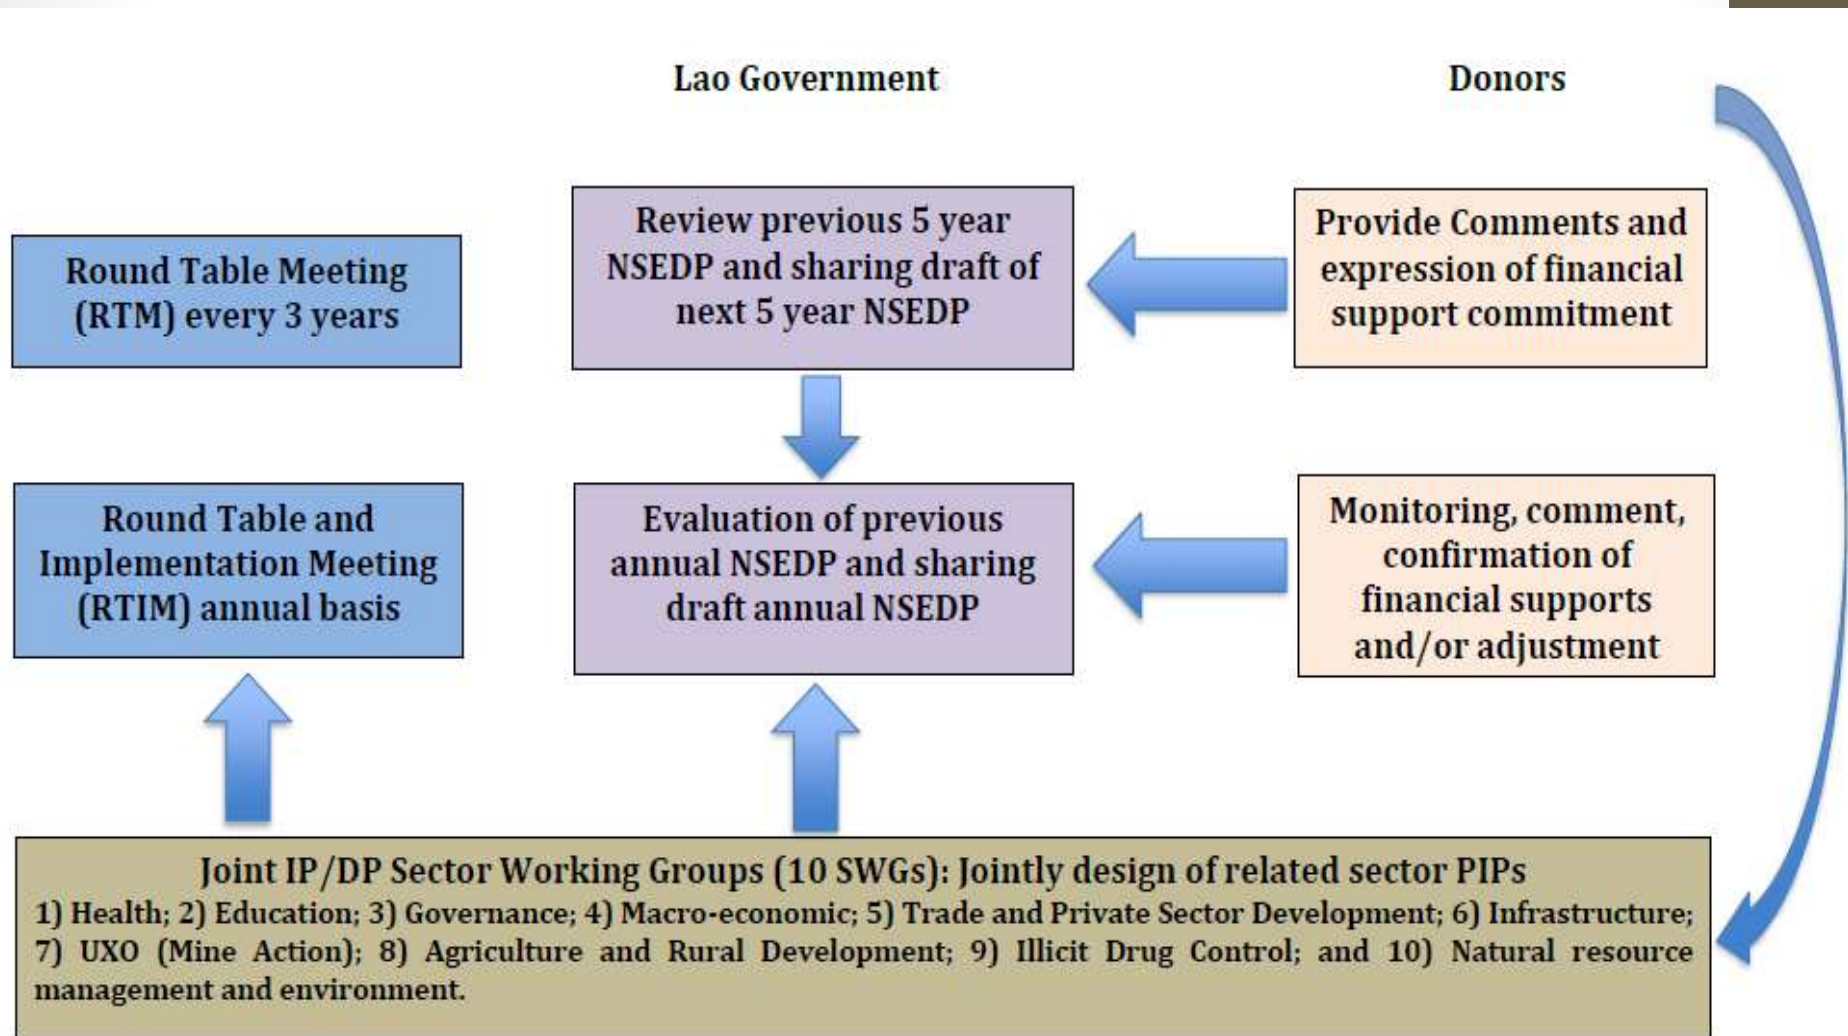 Lao Government
Donors
Round Table Meeting
(RTM) every 3 years
Review previous 5 year
NSEDP and sharing draft of
next 5 year NSEDP
Provide Comments and
expression of financial
support commitment
Round Table and
Implementation Meeting
(RTIM) annual basis
Evaluation of previous
annual NSEDP and sharing
draft annual NSEDP
Monitoring, comment,
confirmation of
financial supports
and/or adjustment
Joint IP/DP Sector Working Groups (10 SWGs): Jointly design of related sector PIPs
1) Health; 2) Education; 3) Governance; 4) Macro-economic; 5) Trade and Private Sector Development; 6) Infrastructure;
7) UXO (Mine Action); 8) Agriculture and Rural Development; 9) Illicit Drug Control; and 10) Natural resource
management and environment.